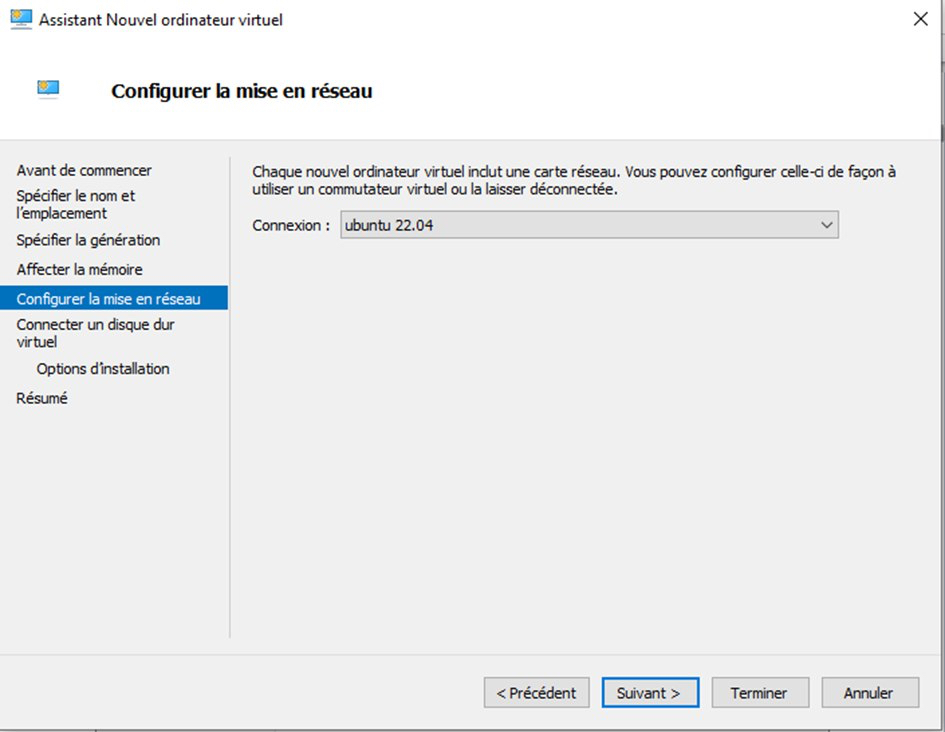 Assistant Nouvel ordinateur virtuel
Configurer la mise en réseau
Avant de commencer
Spécifier le nom et
l'emplacement
Spécifier la génération
Affecter la mémoire
Configurer la mise en réseau
Connecter un disque dur
virtuel
Options d'installation
Résumé
Chaque nouvel ordinateur virtuel inclut une carte réseau. Vous pouvez configurer celle-ci de façon à
utiliser un commutateur virtuel ou la laisser déconnectée.
Connexion : ubuntu 22.04
< Précédent Suivant > Terminer Annuler